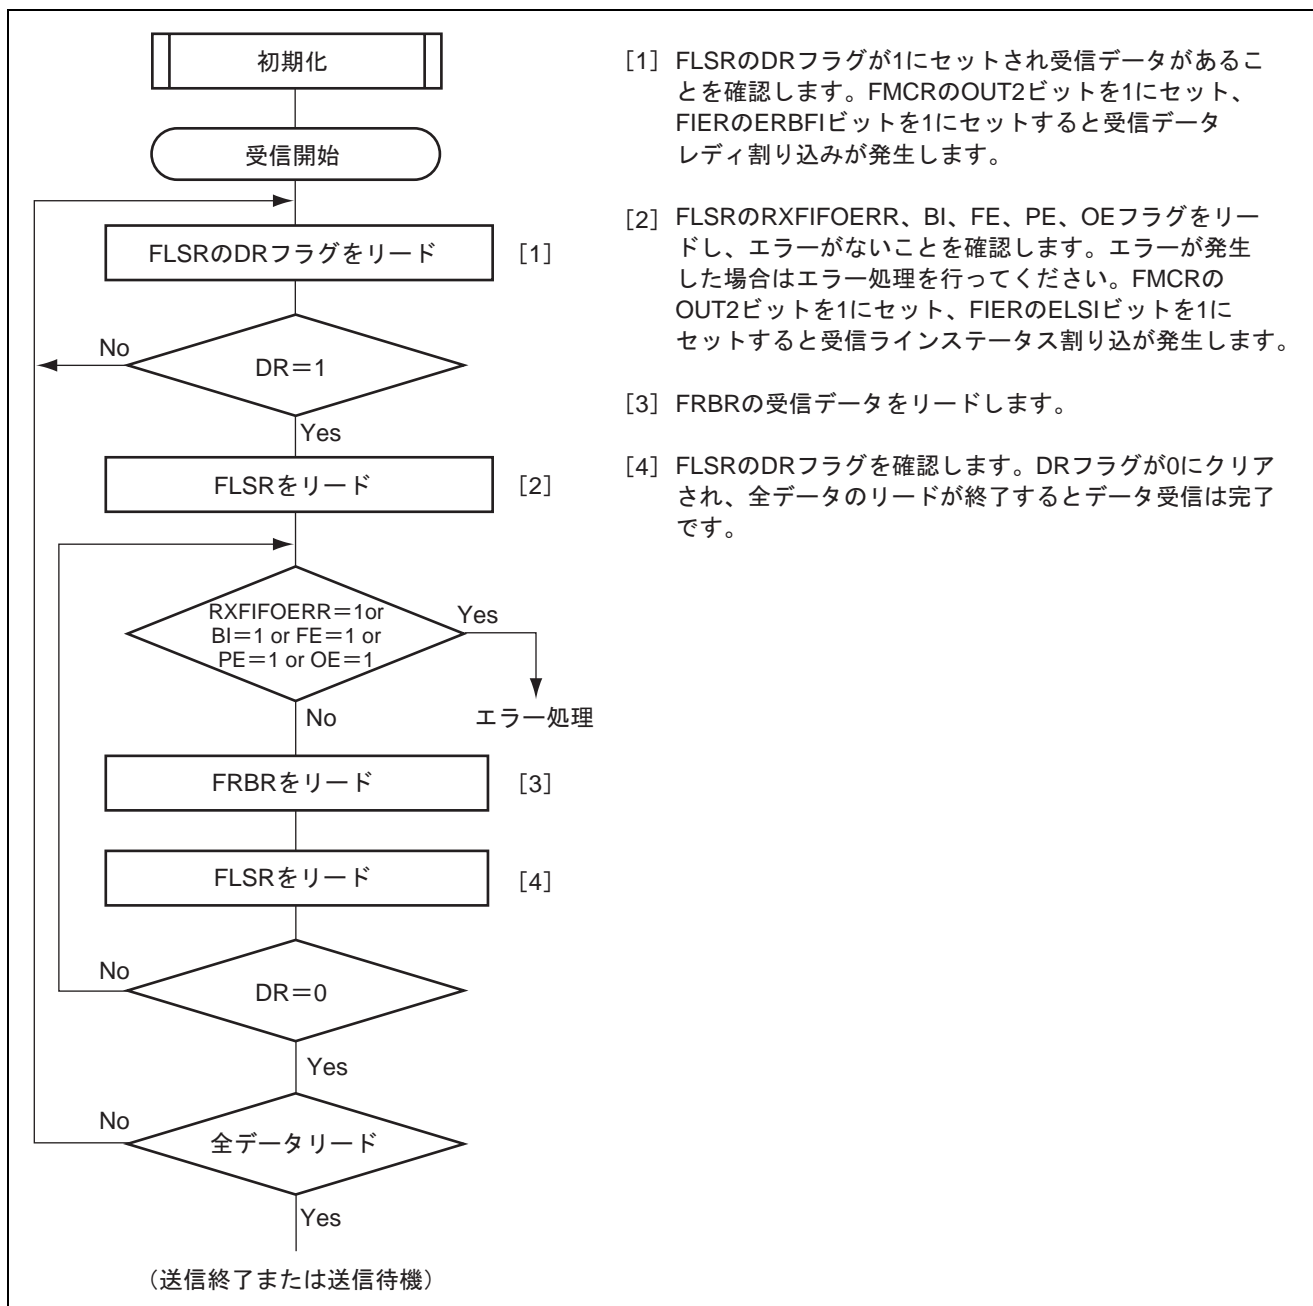 初期化
受信開始
FLSRのDRフラグをリード [1]
No
DR＝1
Yes
FLSRをリード [2]
RXFIFOERR＝1or
BI＝1 or FE＝1 or
PE＝1 or OE＝1
Yes
エラー処理
No
FRBRをリード [3]
FLSRをリード [4]
No
DR＝0
Yes
No
全データリード
Yes
（送信終了または送信待機）
[1] FLSRのDRフラグが1にセットされ受信データがあるこ
とを確認します。FMCRのOUT2ビットを1にセット、
FIERのERBFIビットを1にセットすると受信データ
レディ割り込みが発生します。
[2] FLSRのRXFIFOERR、BI、FE、PE、OEフラグをリー
ドし、エラーがないことを確認します。エラーが発生
した場合はエラー処理を行ってください。FMCRの
OUT2ビットを1にセット、FIERのELSIビットを1に
セットすると受信ラインステータス割り込が発生します。
[3] FRBRの受信データをリードします。
[4] FLSRのDRフラグを確認します。DRフラグが0にクリア
され、全データのリードが終了するとデータ受信は完了
です。